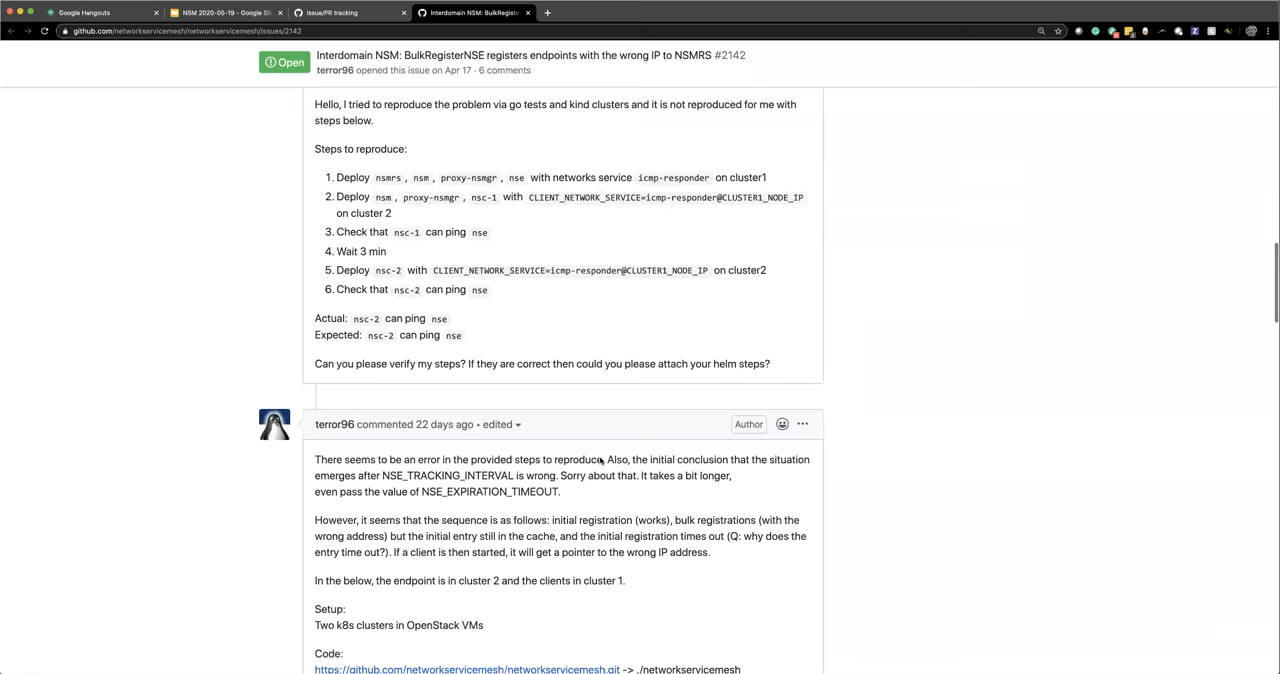 Google Hangouts
NSM 2020-05-19 - Google Sli
Issue/PR tracking
Interdomain NSM: BulkRegister
github.com/networkservicemesh/networkservicemesh/issues/2142
Open
Interdomain NSM: BulkRegisterNSE registers endpoints with the wrong IP to NSMRS #2142
terror96 opened this issue on Apr 17 · 6 comments
Hello, I tried to reproduce the problem via go tests and kind clusters and it is not reproduced for me with
steps below.
Steps to reproduce:
1. Deploy nsmrs, nsm, proxy-nsmgr, nse with networks service icmp-responder on cluster1
2. Deploy nsm, proxy-nsmgr, nsc-1 with CLIENT_NETWORK_SERVICE=icmp-responder@CLUSTER1_NODE_IP
on cluster 2
3. Check that nsc-1 can ping nse
4. Wait 3 min
5. Deploy nsc-2 with CLIENT_NETWORK_SERVICE=icmp-responder@CLUSTER1_NODE_IP on cluster2
6. Check that nsc-2 can ping nse
Actual: nsc-2 can ping nse
Expected: nsc-2 can ping nse
Can you please verify my steps? If they are correct then could you please attach your helm steps?
terror96 commented 22 days ago • edited
Author
There seems to be an error in the provided steps to reproduce. Also, the initial conclusion that the situation
emerges after NSE_TRACKING_INTERVAL is wrong. Sorry about that. It takes a bit longer,
even pass the value of NSE_EXPIRATION_TIMEOUT.
However, it seems that the sequence is as follows: initial registration (works), bulk registrations (with the
wrong address) but the initial entry still in the cache, and the initial registration times out (Q: why does the
entry time out?). If a client is then started, it will get a pointer to the wrong IP address.
In the below, the endpoint is in cluster 2 and the clients in cluster 1.
Setup:
Two k8s clusters in OpenStack VMs
Code:
https://github.com/networkservicemesh/networkservicemesh.git -> ./networkservicemesh